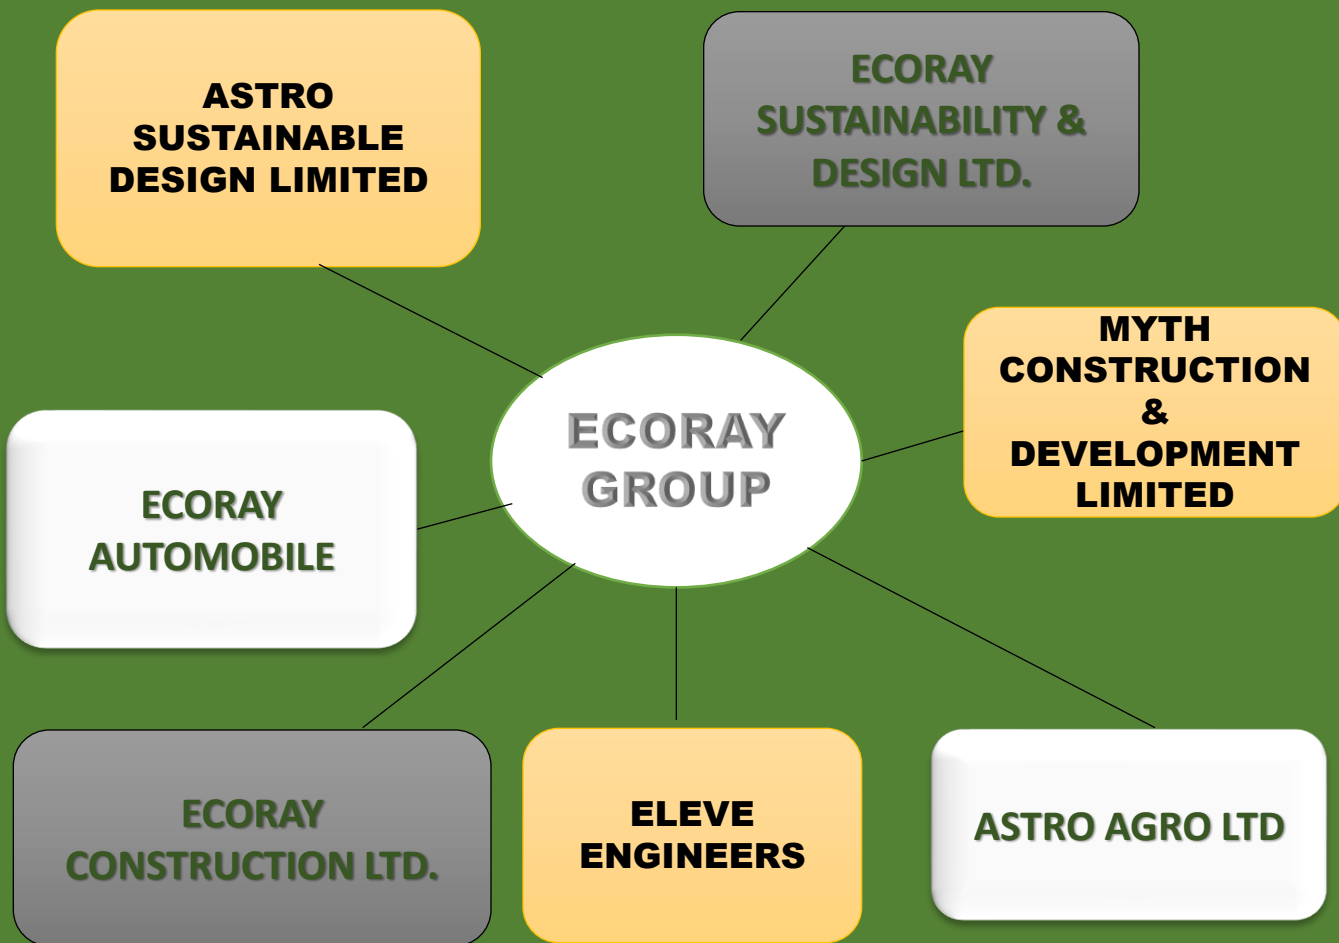 ASTRO
SUSTAINABLE
DESIGN LIMITED
ECORAY
SUSTAINABILITY &
DESIGN LTD.
MYTH
CONSTRUCTION
&
DEVELOPMENT
LIMITED
ECORAY
GROUP
ECORAY
AUTOMOBILE
ECORAY
CONSTRUCTION LTD.
ELEVE
ENGINEERS
ASTRO AGRO LTD